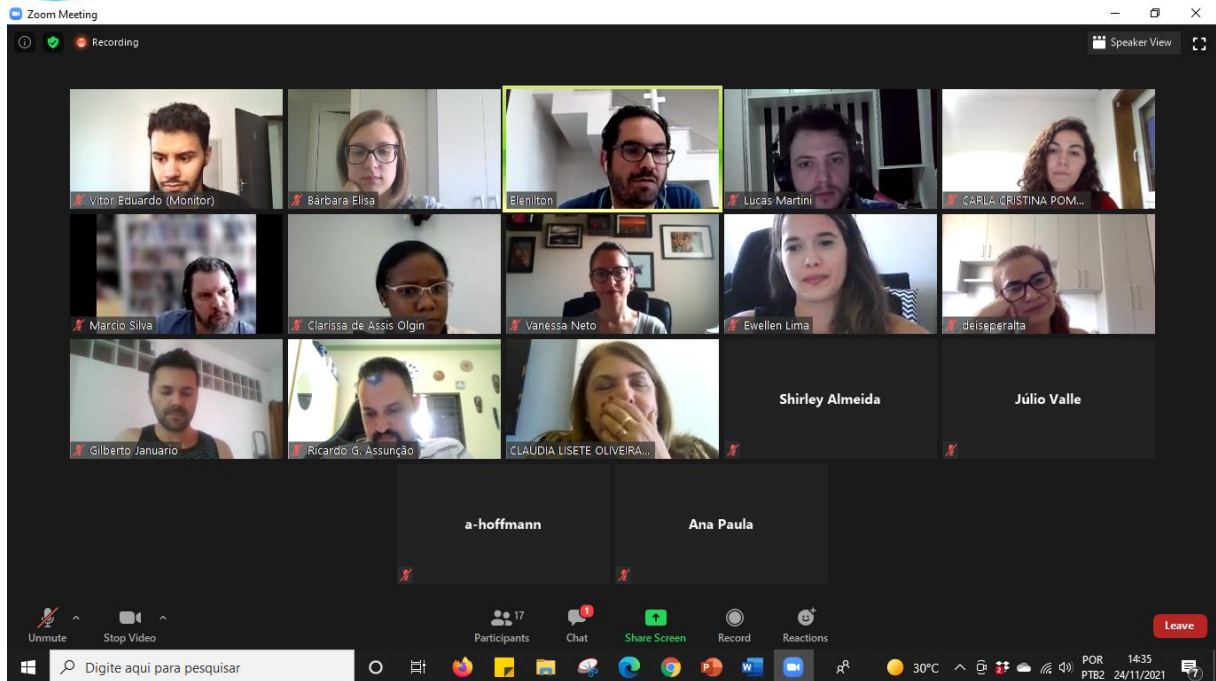 Zoom Meeting
Recording
Speaker View
Vitor Eduardo (Monitor)
Bárbara Elisa
Elenilton
Lucas Martini
CARLA CRISTINA POM...
Marcio Silva
Clarissa de Assis Olgin
Vanessa Neto
Ewellen Lima
deiseperalta
Gilberto Januario
Ricardo G. Assunção
CLAUDIA LISETE OLIVEIRA...
Shirley Almeida
Júlio Valle
a-hoffmann
Ana Paula
Unmute
Stop Video
17
Participants
1
Chat
Share Screen
Record
Reactions
Leave
Digite aqui para pesquisar
30°C
POR
PTB2
14:35
24/11/2021